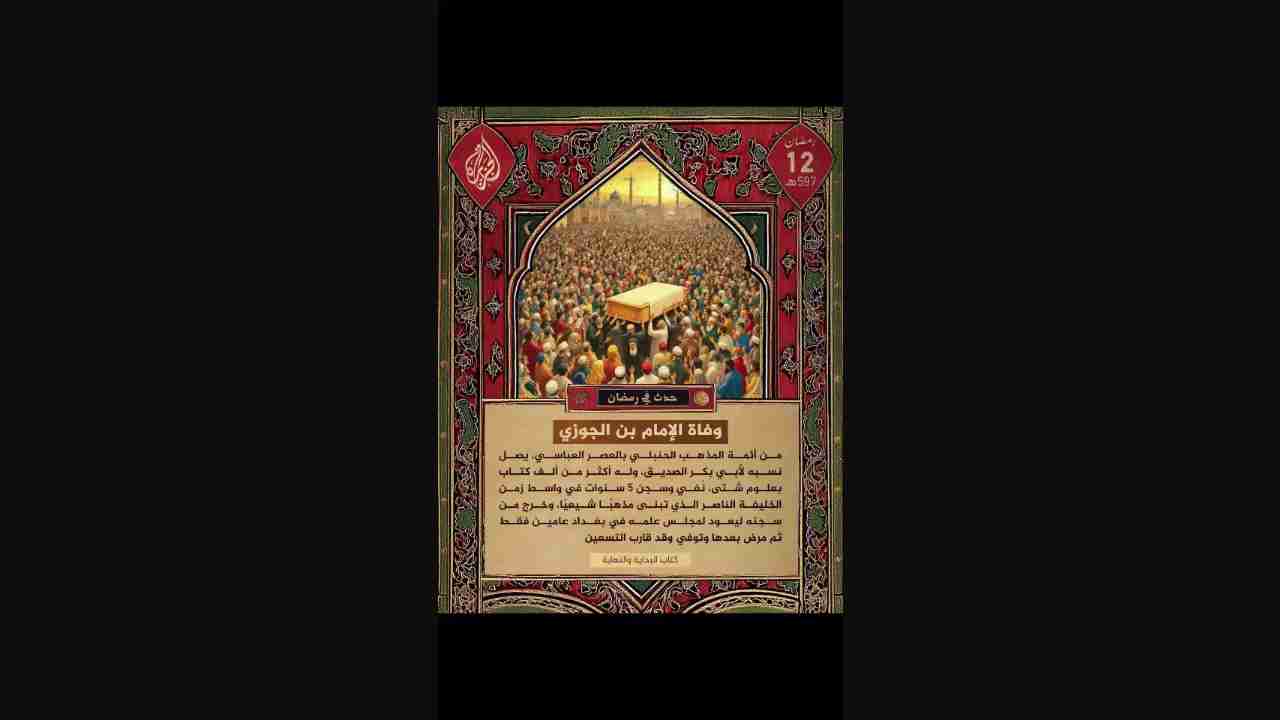 الجزيرة
رمضان
12
597هـ
حدث في رمضان
وفاة الإمام بن الجوزي
من أئمة المذهب الحنبلي بالعصر العباسي، يصل
نسبه لأبي بكر الصديق، وله أكثر من ألف كتاب
بعلوم شتى، نفي وسجن 5 سنوات في واسط زمن
الخليفة الناصر الذي تبنى مذهبًا شيعيًا، وخرج من
سجنه ليعود لمجلس علمه في بغداد عامين فقط
ثم مرض بعدها وتوفي وقد قارب التسعين
كتاب البداية والنهاية